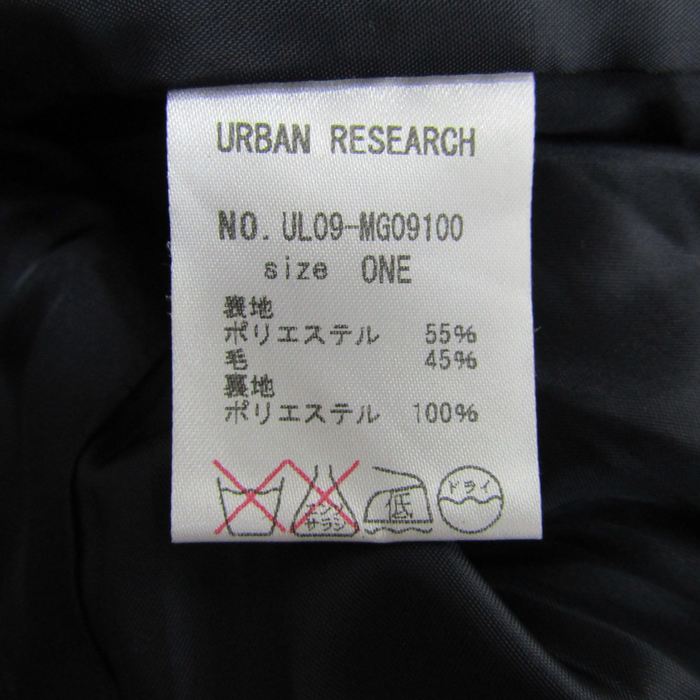 URBAN RESEARCH
NO. UL09-MG09100
size ONE
表地
ポリエステル 55%
毛 45%
裏地
ポリエステル 100%
エンソ
サラシ
低
ドライ